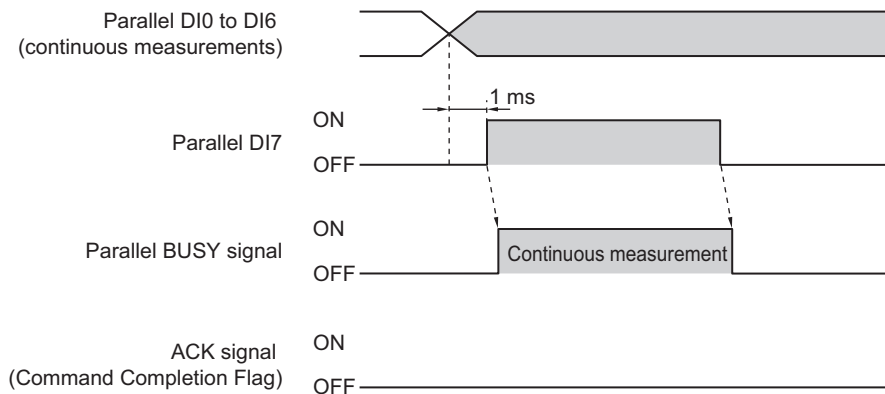 Parallel DI0 to DI6
(continuous measurements)
1 ms
ON
Parallel DI7
OFF
ON
Parallel BUSY signal
Continuous measurement
OFF
ON
ACK signal
(Command Completion Flag)
OFF